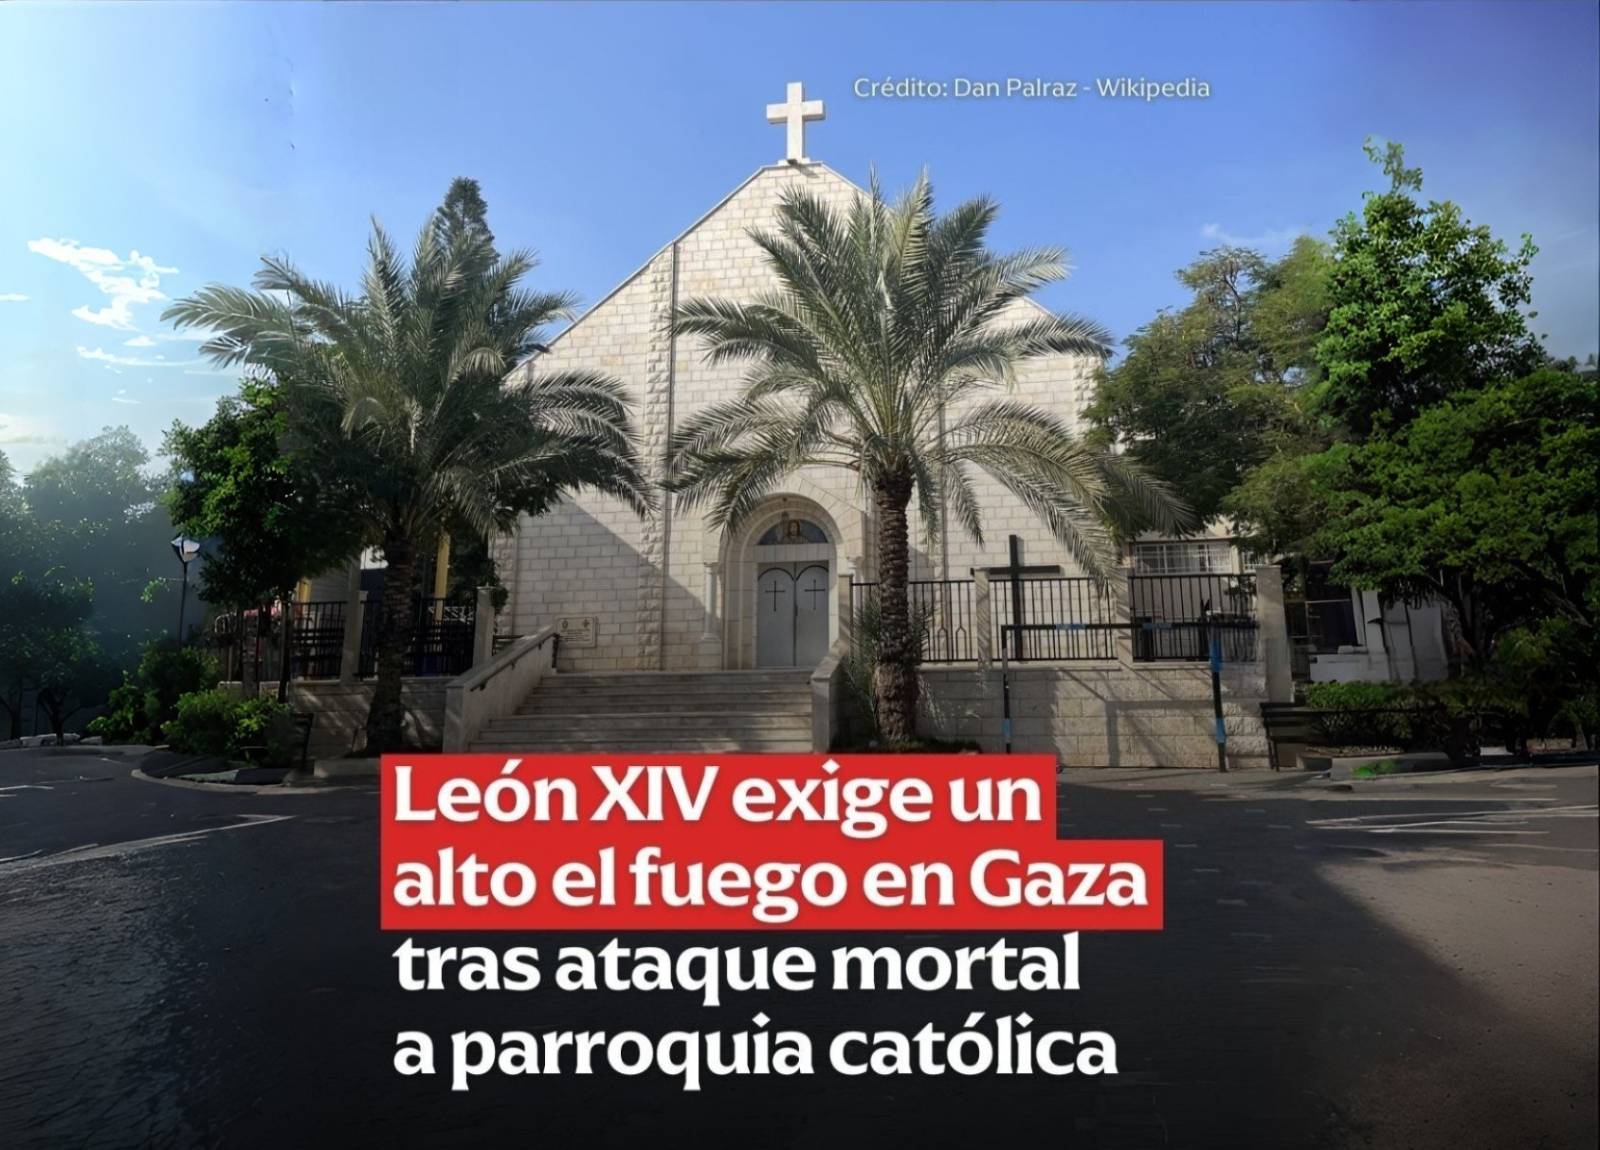 Crédito: Dan Palraz - Wikipedia
León XIV exige un
alto el fuego en Gaza
tras ataque mortal
a parroquia católica